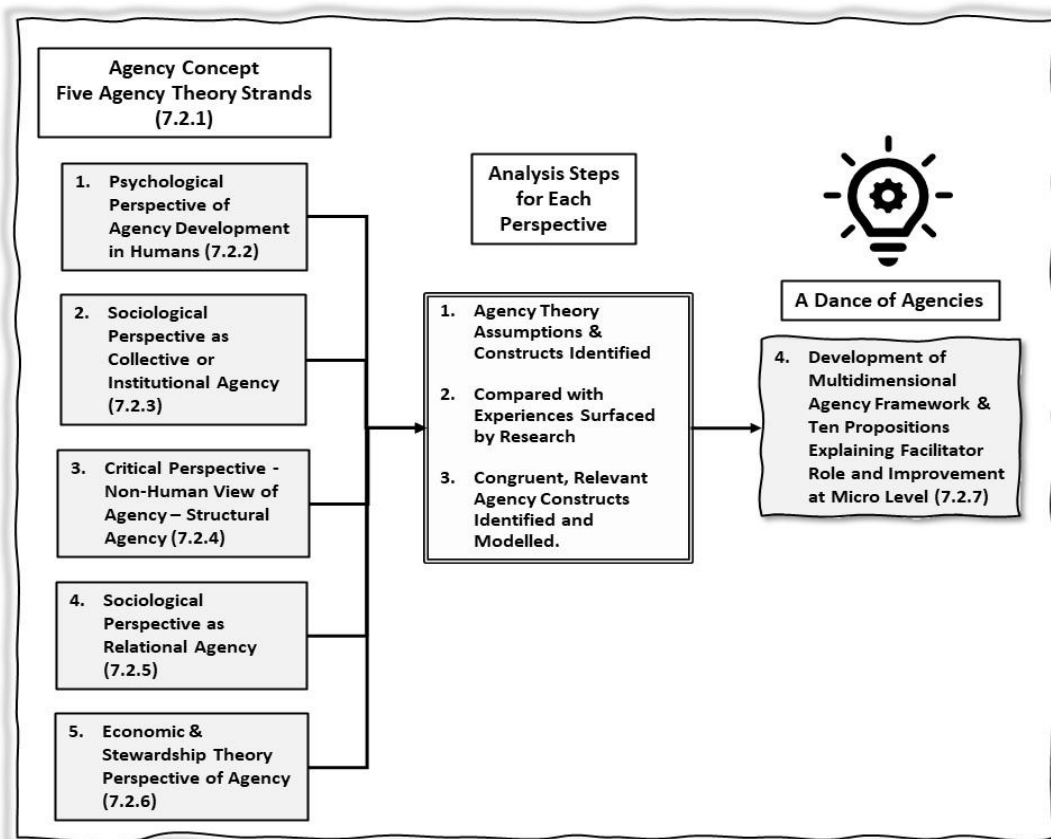 Agency Concept
Five Agency Theory Strands
(7.2.1)
1. Psychological
Perspective of
Agency Development
in Humans (7.2.2)
2. Sociological
Perspective as
Collective or
Institutional Agency
(7.2.3)
3. Critical Perspective -
Non-Human View of
Agency – Structural
Agency (7.2.4)
4. Sociological
Perspective as
Relational Agency
(7.2.5)
5. Economic &
Stewardship Theory
Perspective of Agency
(7.2.6)
Analysis Steps
for Each
Perspective
1. Agency Theory
Assumptions &
Constructs Identified
2. Compared with
Experiences Surfaced
by Research
3. Congruent, Relevant
Agency Constructs
Identified and
Modelled.
A Dance of Agencies
4. Development of
Multidimensional
Agency Framework &
Ten Propositions
Explaining Facilitator
Role and Improvement
at Micro Level (7.2.7)